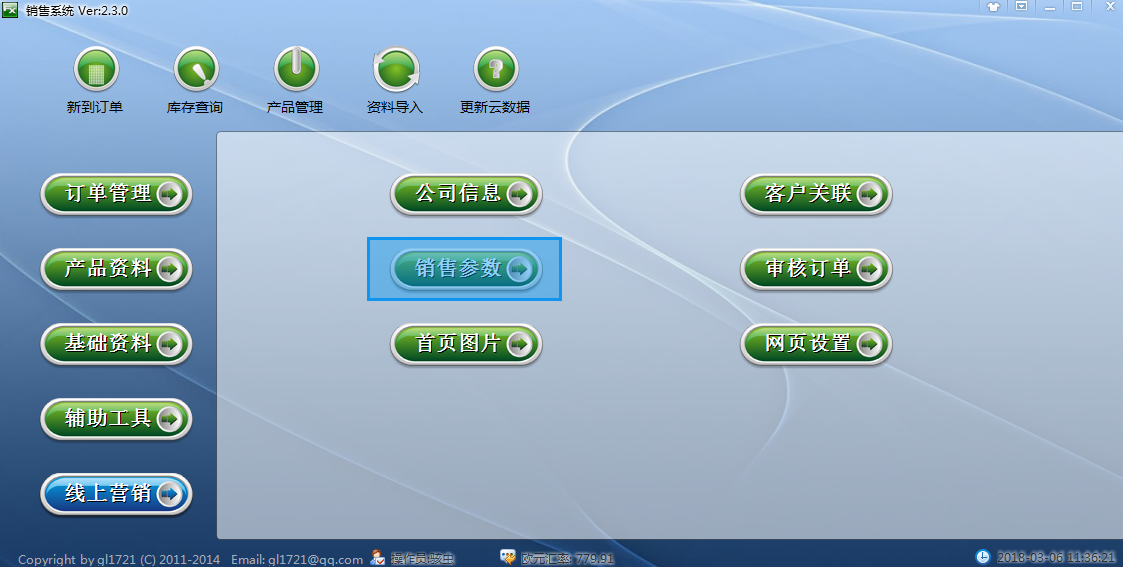 销售系统 Ver:2.3.0
新到订单 库存查询 产品管理 资料导入 更新云数据
订单管理 公司信息 客户关联
产品资料 销售参数 审核订单
基础资料 首页图片 网页设置
辅助工具
线上营销
Copyright by gl1721 (C) 2011-2014 Email: gl1721@qq.com 操作员 欧元汇率: 779.91 2018-03-06 11:36:21